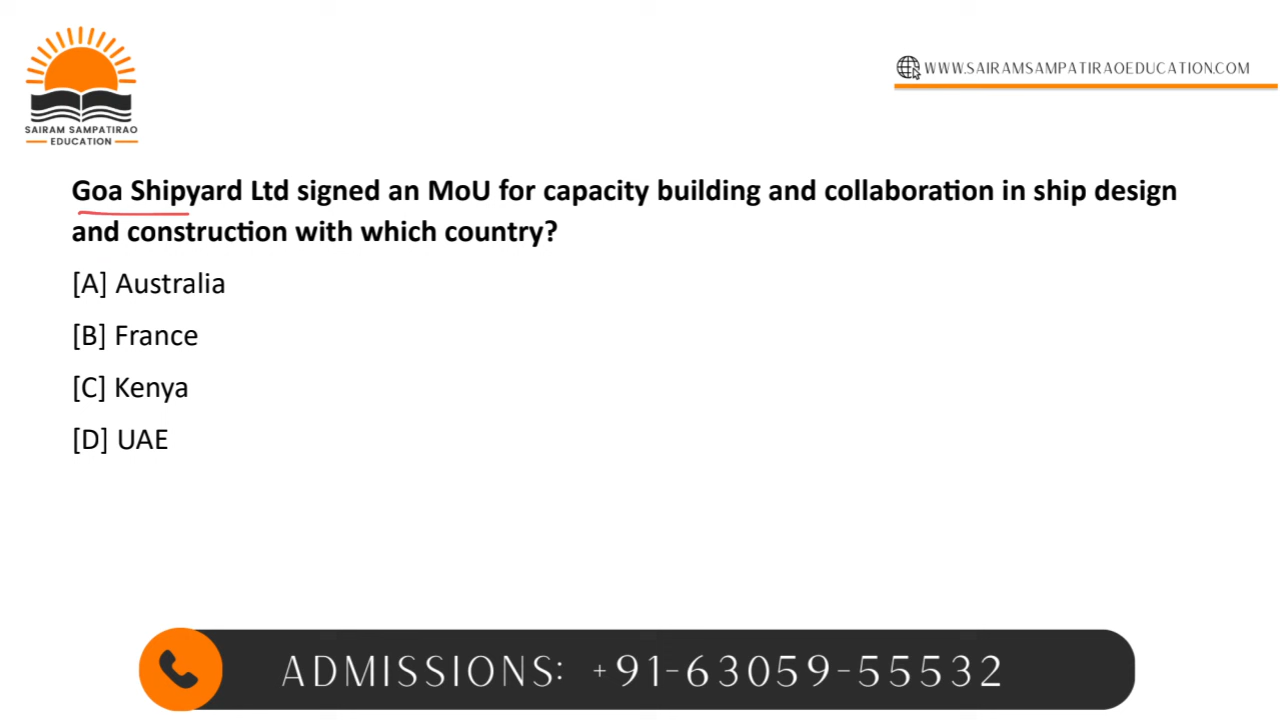 SAIRAM SAMPATIRAO
EDUCATION
WWW.SAIRAMSAMPATIRAOEDUCATION.COM
Goa Shipyard Ltd signed an MoU for capacity building and collaboration in ship design
and construction with which country?
[A] Australia
[B] France
[C] Kenya
[D] UAE
ADMISSIONS: +91-63059-55532